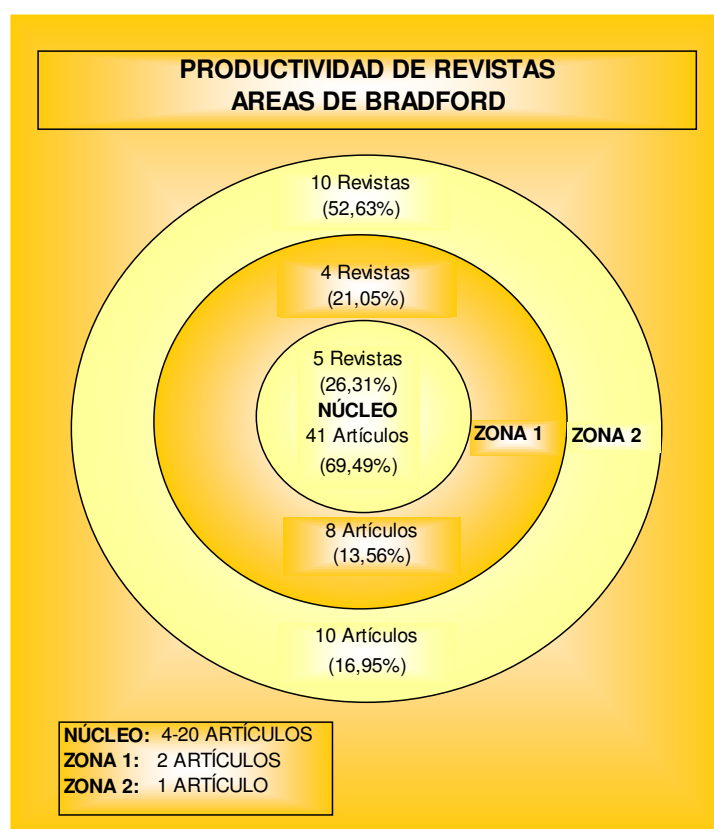 PRODUCTIVIDAD DE REVISTAS
AREAS DE BRADFORD
10 Revistas
(52,63%)
4 Revistas
(21,05%)
5 Revistas
(26,31%)
NÚCLEO
41 Artículos
(69,49%)
ZONA 1
ZONA 2
8 Artículos
(13,56%)
10 Artículos
(16,95%)
NÚCLEO: 4-20 ARTÍCULOS
ZONA 1: 2 ARTÍCULOS
ZONA 2: 1 ARTÍCULO